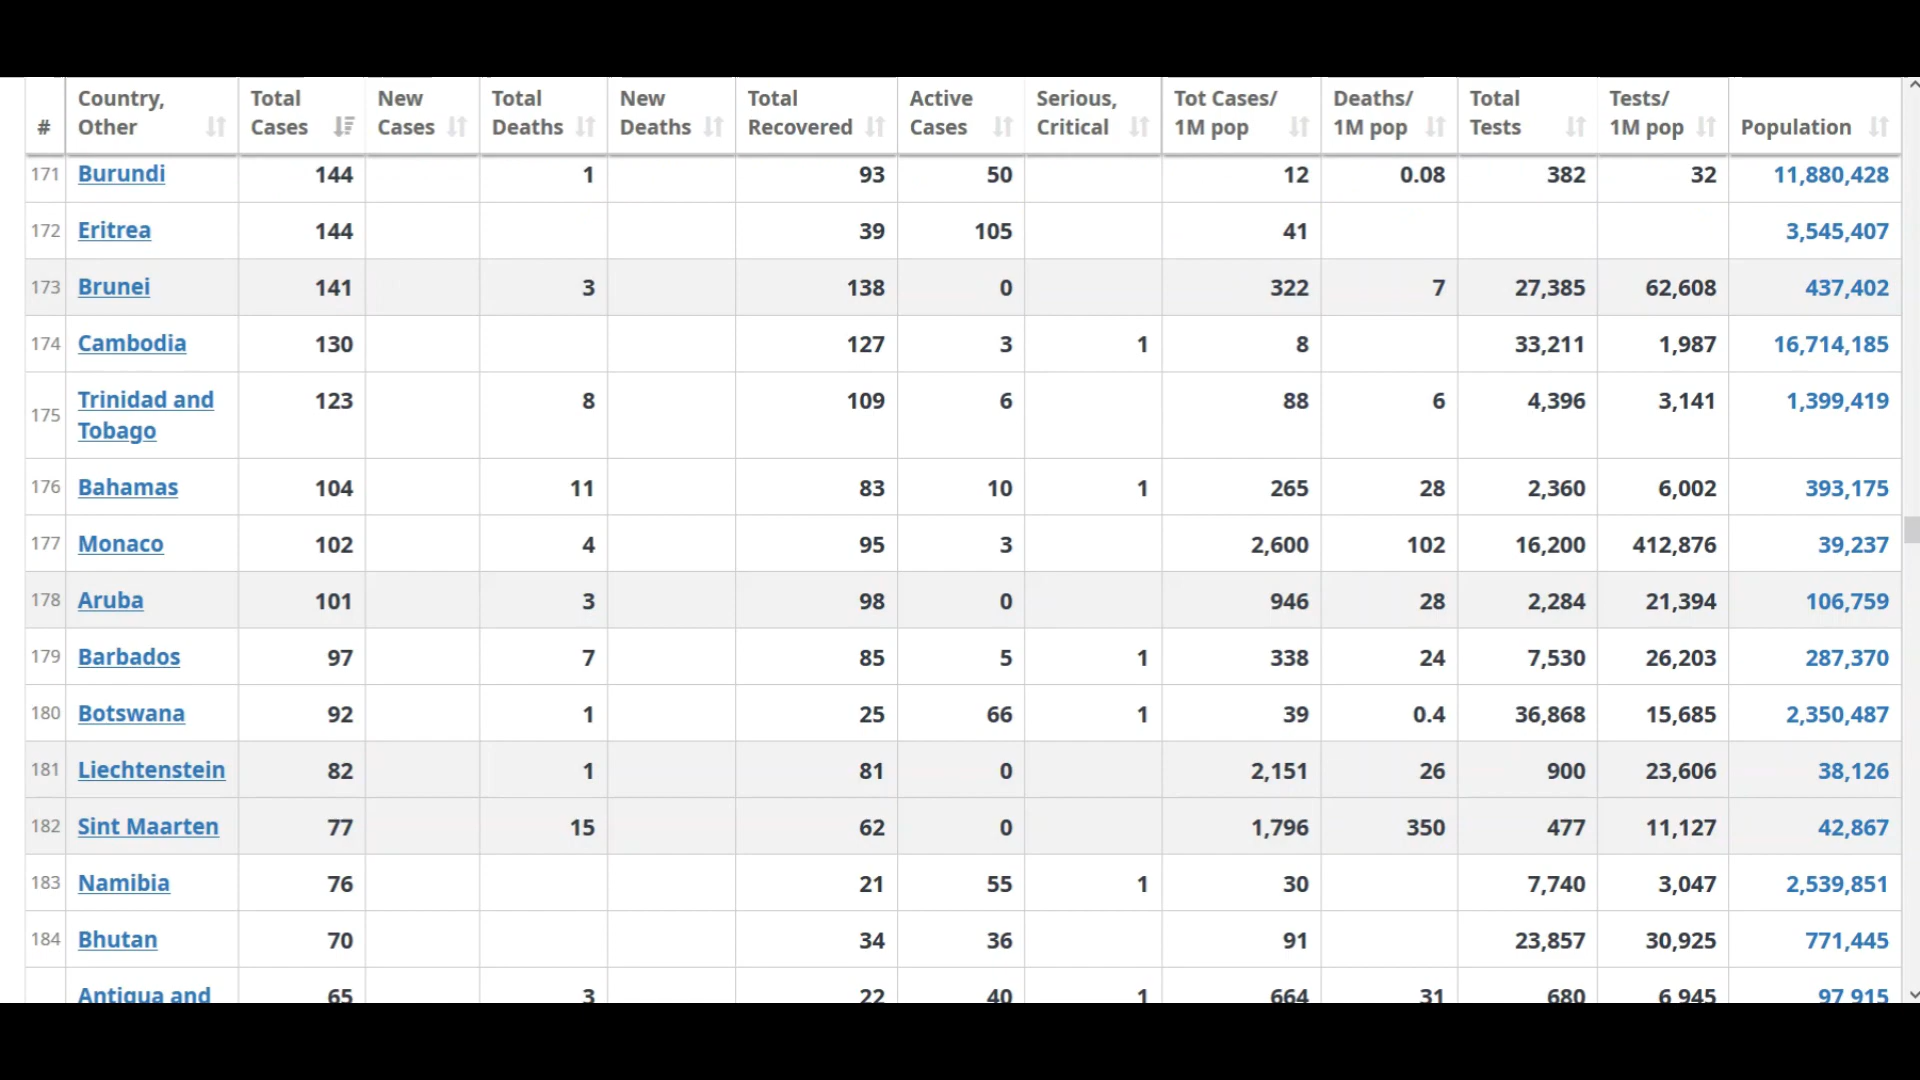 # Country, Other Total Cases New Cases Total Deaths New Deaths Total Recovered Active Cases Serious, Critical Tot Cases/ 1M pop Deaths/ 1M pop Total Tests Tests/ 1M pop Population
171 Burundi 144 1 93 50 12 0.08 382 32 11,880,428
172 Eritrea 144 39 105 41 3,545,407
173 Brunei 141 3 138 0 322 7 27,385 62,608 437,402
174 Cambodia 130 127 3 1 8 33,211 1,987 16,714,185
175 Trinidad and Tobago 123 8 109 6 88 6 4,396 3,141 1,399,419
176 Bahamas 104 11 83 10 1 265 28 2,360 6,002 393,175
177 Monaco 102 4 95 3 2,600 102 16,200 412,876 39,237
178 Aruba 101 3 98 0 946 28 2,284 21,394 106,759
179 Barbados 97 7 85 5 1 338 24 7,530 26,203 287,370
180 Botswana 92 1 25 66 1 39 0.4 36,868 15,685 2,350,487
181 Liechtenstein 82 1 81 0 2,151 26 900 23,606 38,126
182 Sint Maarten 77 15 62 0 1,796 350 477 11,127 42,867
183 Namibia 76 21 55 1 30 7,740 3,047 2,539,851
184 Bhutan 70 34 36 91 23,857 30,925 771,445
Antigua and 65 3 22 40 1 664 31 680 6,945 97,915